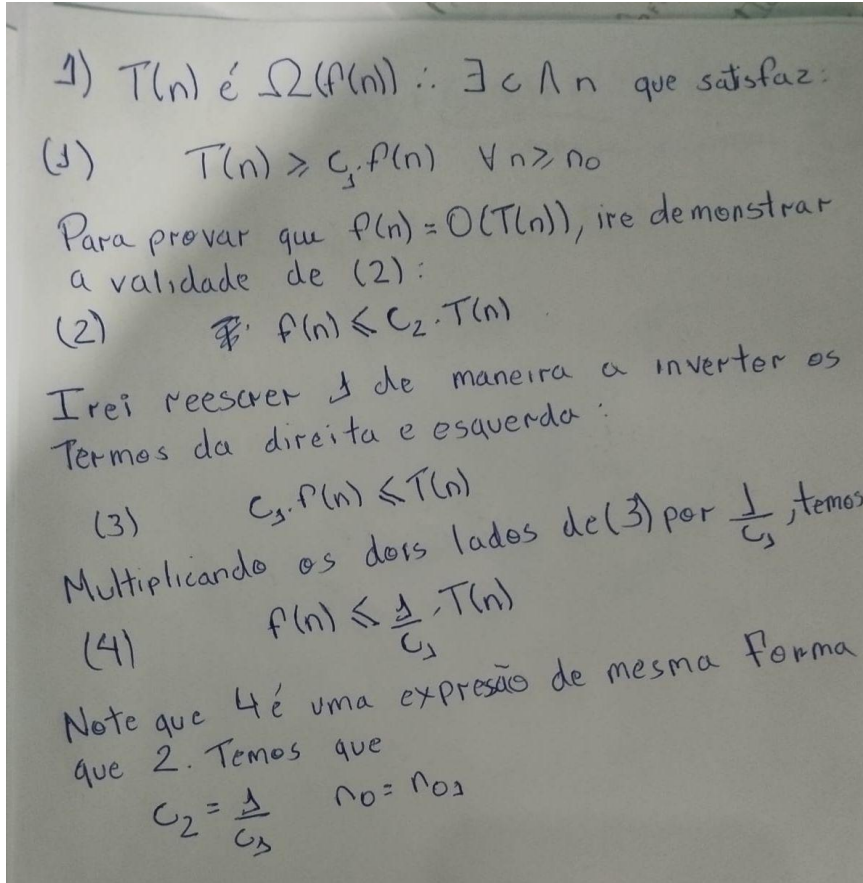 1) T(n) é Ω(f(n)) ∴ ∃ c ∧ n que satisfaz:
(1) T(n) ⩾ c₁.f(n) ∀ n ⩾ n₀
Para provar que f(n) = O(T(n)), ire demonstrar
a validade de (2):
(2) f(n) ⩽ C₂.T(n)
Irei reescrer 1 de maneira a inverter os
Termos da direita e esquerda:
(3) C₁.f(n) ⩽ T(n)
Multiplicando os dois lados de (3) por 1/C₁, temos
(4) f(n) ⩽ 1/C₁ . T(n)
Note que 4 é uma expresão de mesma Forma
que 2. Temos que
C₂ = 1/C₁ n₀ = n₀₁